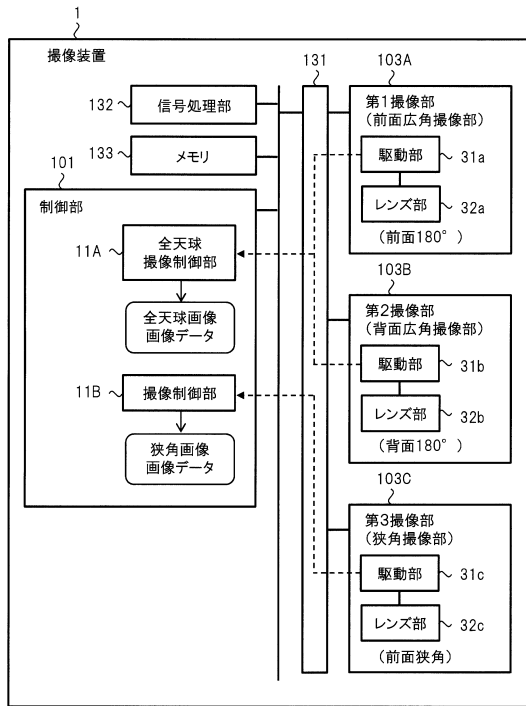 1
撮像装置
131
103A
132
信号処理部
133
メモリ
101
制御部
11A
全天球
撮像制御部
全天球画像
画像データ
11B
撮像制御部
狭角画像
画像データ
第1撮像部
(前面広角撮像部)
駆動部
31a
レンズ部
32a
(前面180°)
103B
第2撮像部
(背面広角撮像部)
駆動部
31b
レンズ部
32b
(背面180°)
103C
第3撮像部
(狭角撮像部)
駆動部
31c
レンズ部
32c
(前面狭角)